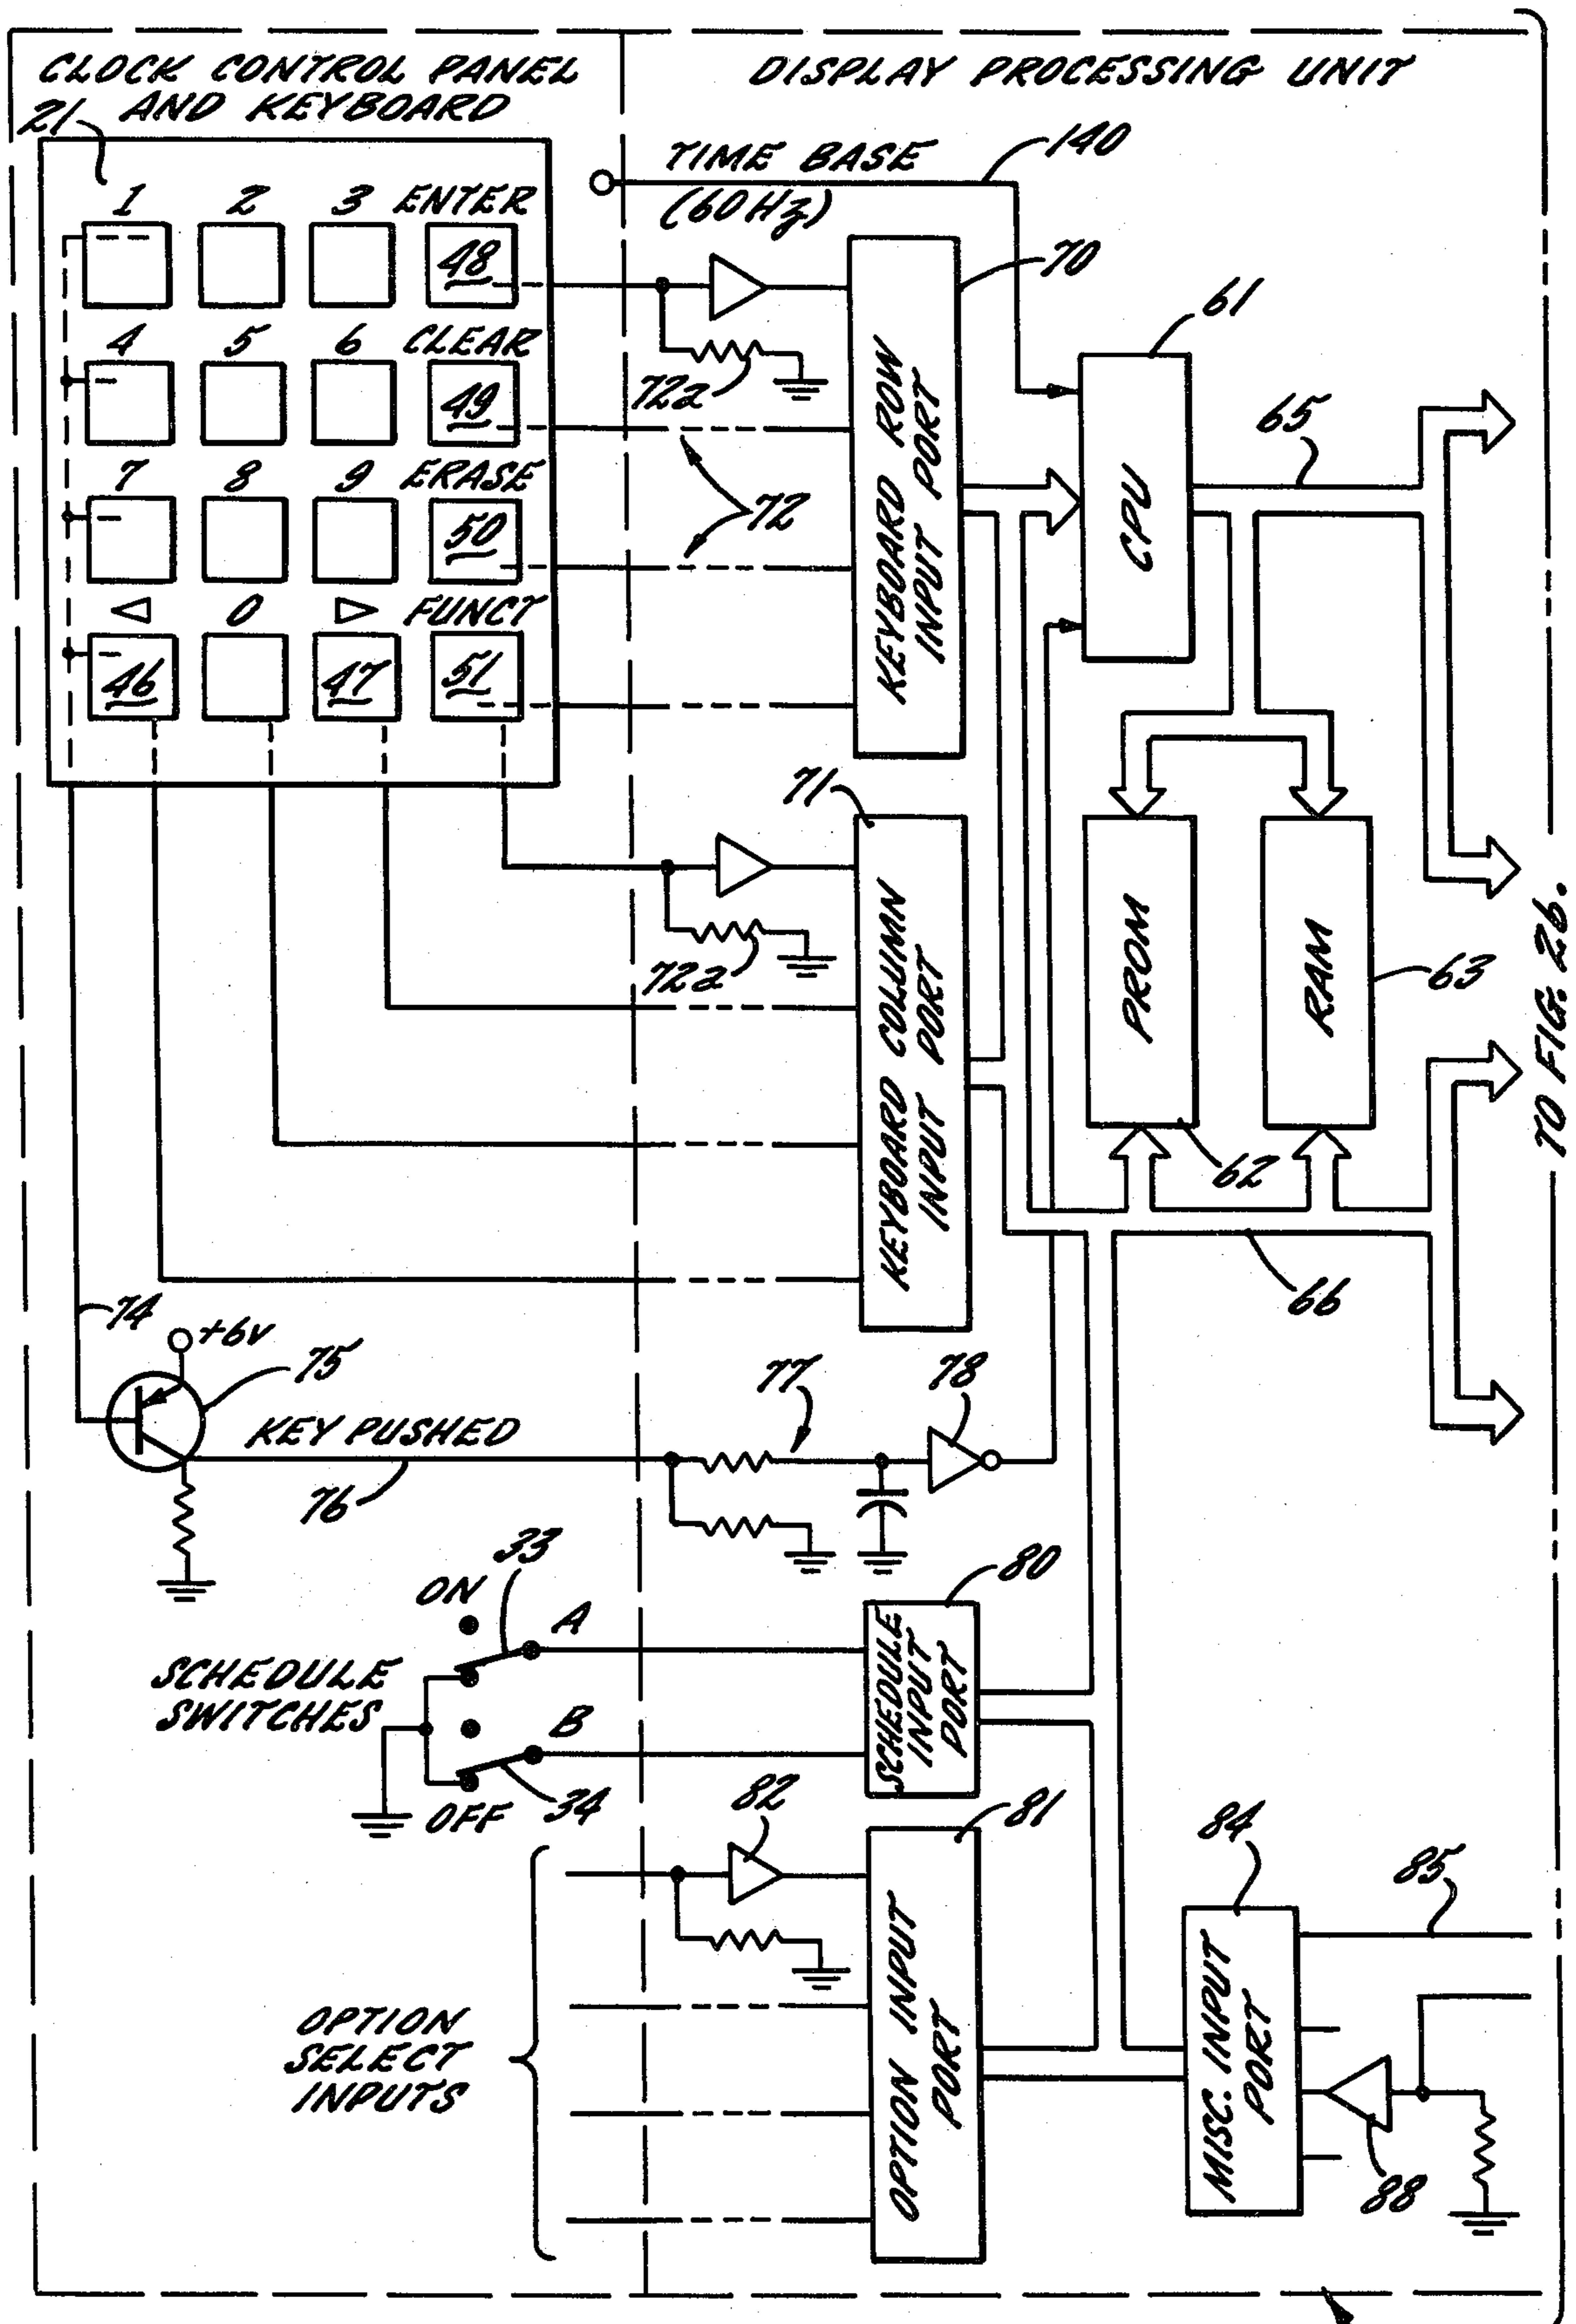 CLOCK CONTROL PANEL
AND KEYBOARD
DISPLAY PROCESSING UNIT
21
TIME BASE
(60 Hz)
140
1 2 3 ENTER
48
4 5 6 CLEAR
49
7 8 9 ERASE
50
0 FUNCT
46 47 51
72a
72
70
KEYBOARD ROW
INPUT PORT
61
CPU
65
71
72a
KEYBOARD COLUMN
INPUT PORT
PROM
62
RAM
63
66
TO FIG. 2b.
74
+6V
75
KEY PUSHED
76
77
78
33
ON
A
SCHEDULE
SWITCHES
B
OFF
34
80
SCHEDULE
INPUT
PORT
82
81
OPTION
SELECT
INPUTS
OPTION INPUT
PORT
84
85
MISC. INPUT
PORT
88